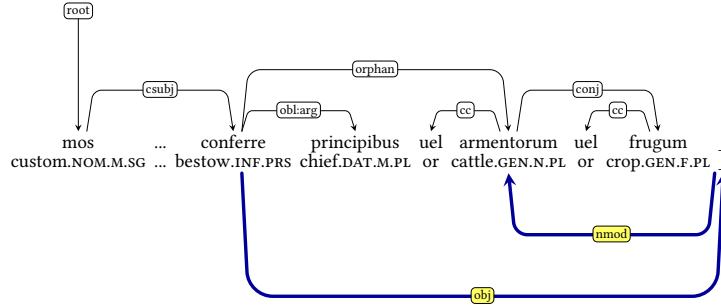 root
orphan
csubj
conj
obl:arg
cc
cc
mos ... conferre principibus uel armentorum uel frugum _
custom.NOM.M.SG ... bestow.INF.PRS chief.DAT.M.PL or cattle.GEN.N.PL or crop.GEN.F.PL
nmod
obj